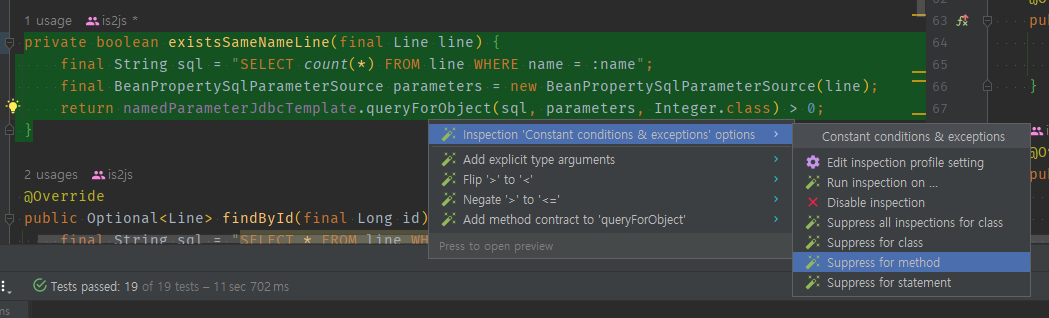 1 usage is2js *
private boolean existsSameNameLine(final Line line) {
final String sql = "SELECT count(*) FROM line WHERE name = :name";
final BeanPropertySqlParameterSource parameters = new BeanPropertySqlParameterSource(line);
return namedParameterJdbcTemplate.queryForObject(sql, parameters, Integer.class) > 0;
}
2 usages is2js
@Override
public Optional<Line> findById(final Long id)
final String sql = "SELECT * FROM line WH
Inspection 'Constant conditions & exceptions' options
Add explicit type arguments
Flip '>' to '<'
Negate '>' to '<='
Add method contract to 'queryForObject'
Press to open preview
Constant conditions & exceptions
Edit inspection profile setting
Run inspection on ...
Disable inspection
Suppress all inspections for class
Suppress for class
Suppress for method
Suppress for statement
63
64
65
66
67
pu
}
@O
pu
Tests passed: 19 of 19 tests – 11 sec 702 ms
ms